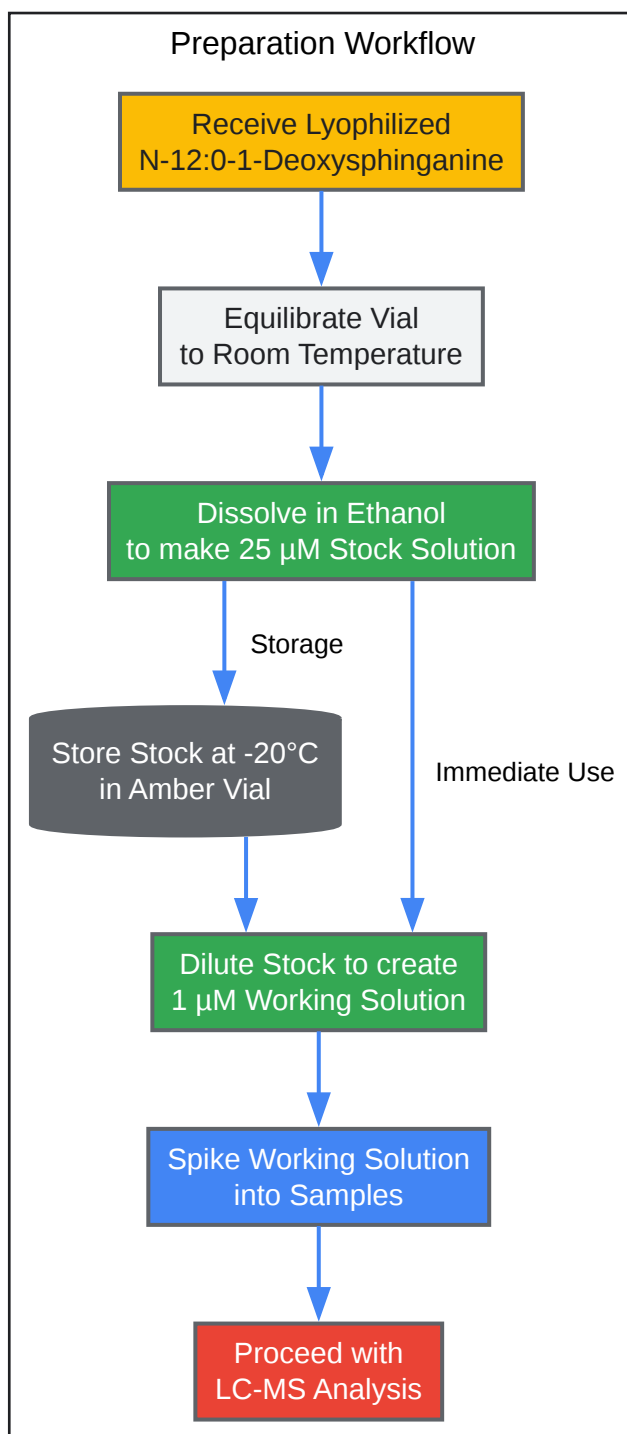 Preparation Workflow
Receive Lyophilized
N-12:0-1-Deoxysphinganine
Equilibrate Vial
to Room Temperature
Dissolve in Ethanol
to make 25 µM Stock Solution
Storage
Store Stock at -20°C
in Amber Vial
Immediate Use
Dilute Stock to create
1 µM Working Solution
Spike Working Solution
into Samples
Proceed with
LC-MS Analysis